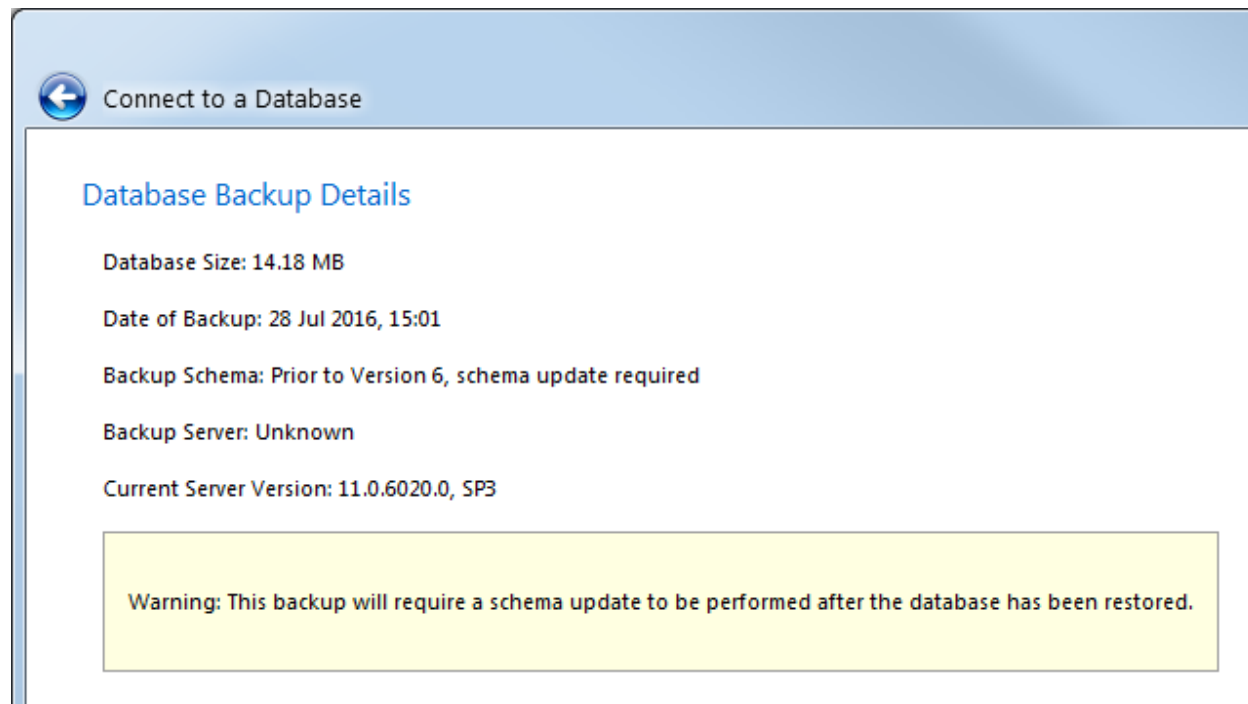 Connect to a Database
Database Backup Details
Database Size: 14.18 MB
Date of Backup: 28 Jul 2016, 15:01
Backup Schema: Prior to Version 6, schema update required
Backup Server: Unknown
Current Server Version: 11.0.6020.0, SP3
Warning: This backup will require a schema update to be performed after the database has been restored.